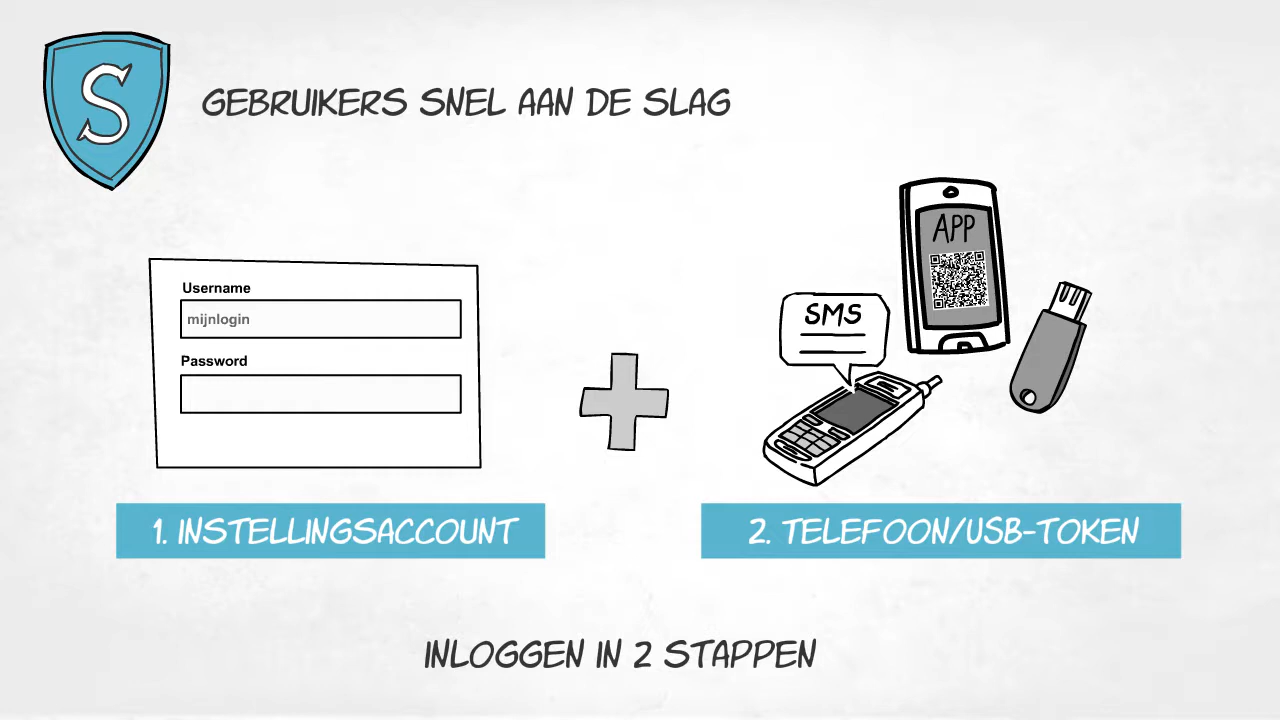 S
GEBRUIKERS SNEL AAN DE SLAG
Username
mijnlogin
Password
APP
SMS
1. INSTELLINGSACCOUNT
2. TELEFOON/USB-TOKEN
INLOGGEN IN 2 STAPPEN